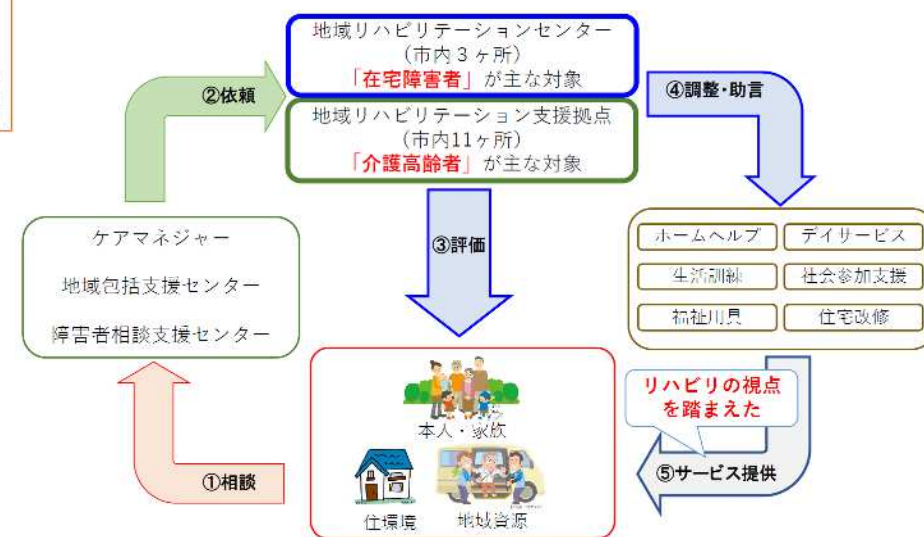 地域リハビリテーションセンター
（市内３ヶ所）
「在宅障害者」が主な対象
地域リハビリテーション支援拠点
（市内11ヶ所）
「介護高齢者」が主な対象
②依頼
④調整・助言
③評価
ケアマネジャー
地域包括支援センター
障害者相談支援センター
ホームヘルプ
デイサービス
生活訓練
社会参加支援
福祉用具
住宅改修
リハビリの視点
を踏まえた
本人・家族
住環境
地域資源
①相談
⑤サービス提供